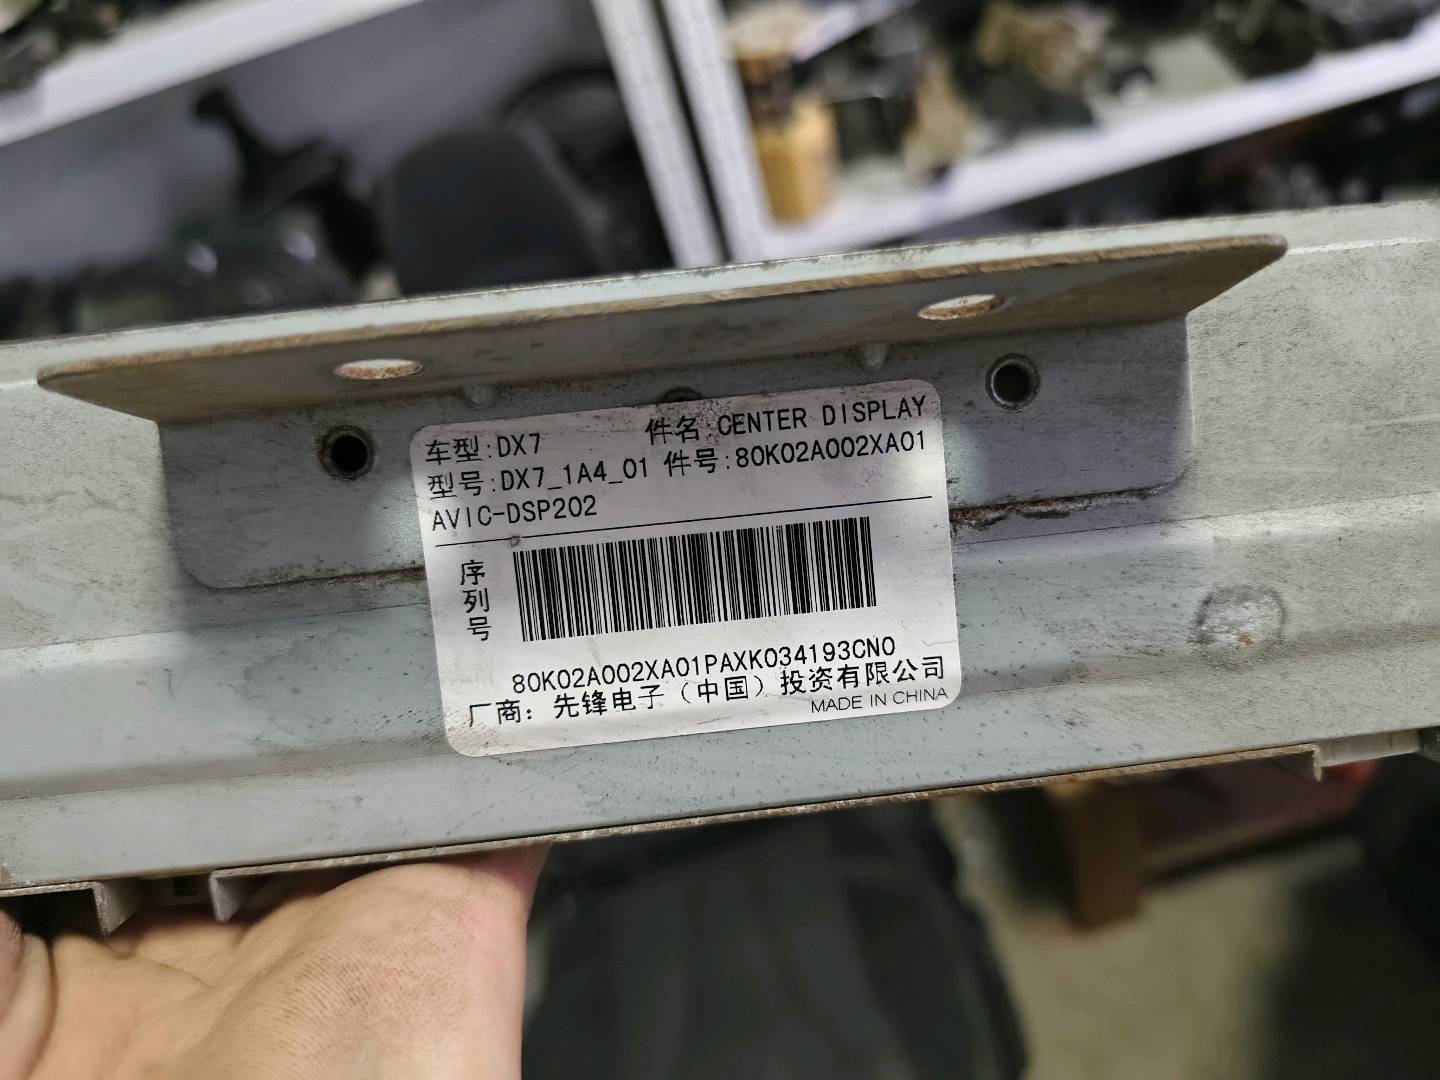 车型:DX7 件名:CENTER DISPLAY
型号:DX7_1A4_01 件号:80K02A002XA01
AVIC-DSP202
序列号
80K02A002XA01PAXK034193CN0
厂商：先锋电子（中国）投资有限公司
MADE IN CHINA